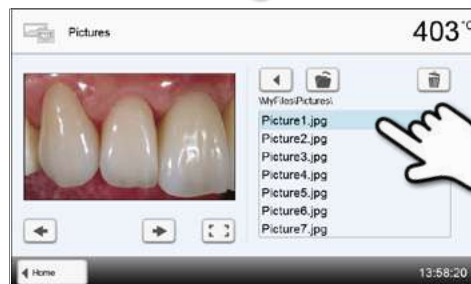 Pictures
403 °C
MyFiles\Pictures\
Picture1.jpg
Picture2.jpg
Picture3.jpg
Picture4.jpg
Picture5.jpg
Picture6.jpg
Picture7.jpg
Home
13:58:20